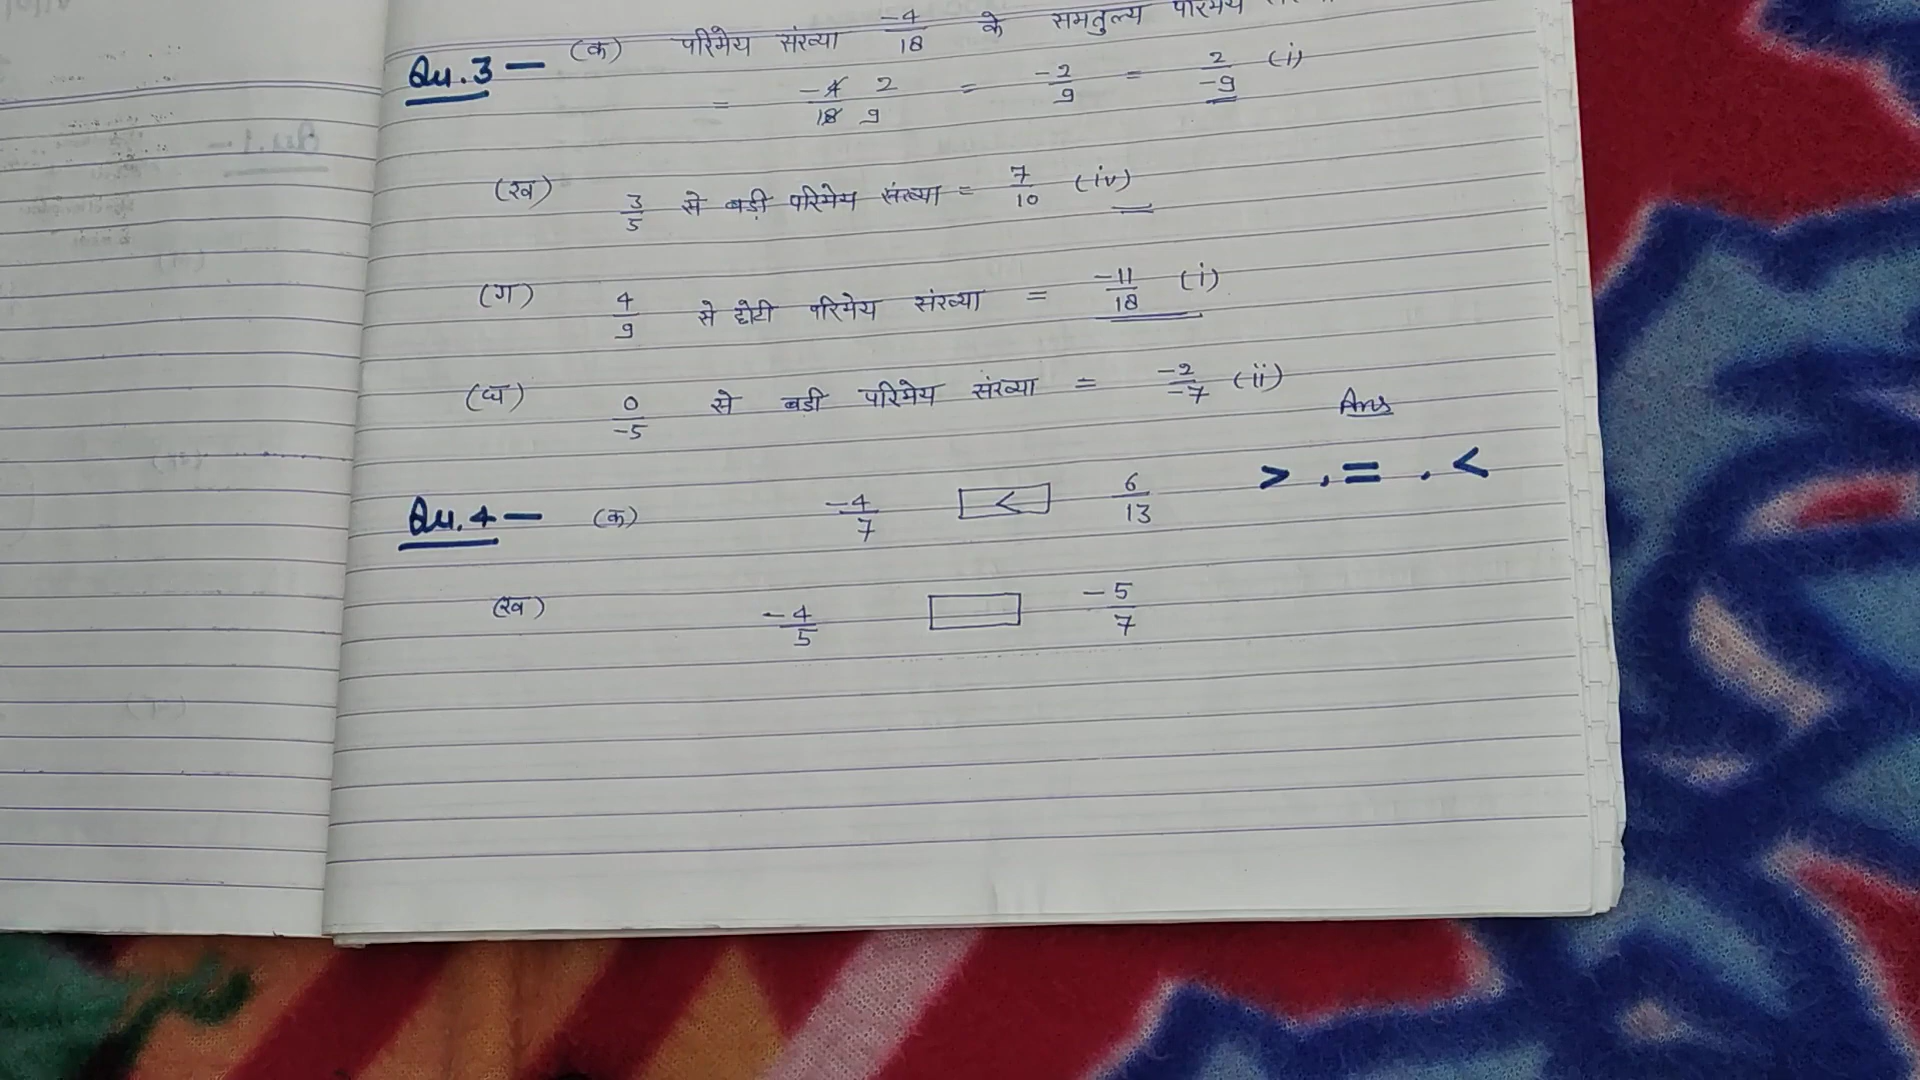 Qu.3 — (क) परिमेय संख्या -4/18 के समतुल्य परिमेय
= -4/18 2/9 = -2/9 = 2/-9 (i)
(ख) 3/5 से बड़ी परिमेय संख्या = 7/10 (iv)
(ग) 4/9 से छोटी परिमेय संख्या = -11/18 (i)
(घ) 0/-5 से बडी परिमेय संख्या = -2/-7 (ii)
Ans
Qu.4 — (क) -4/7 < 6/13 > , = , <
(ख) -4/5 -5/7